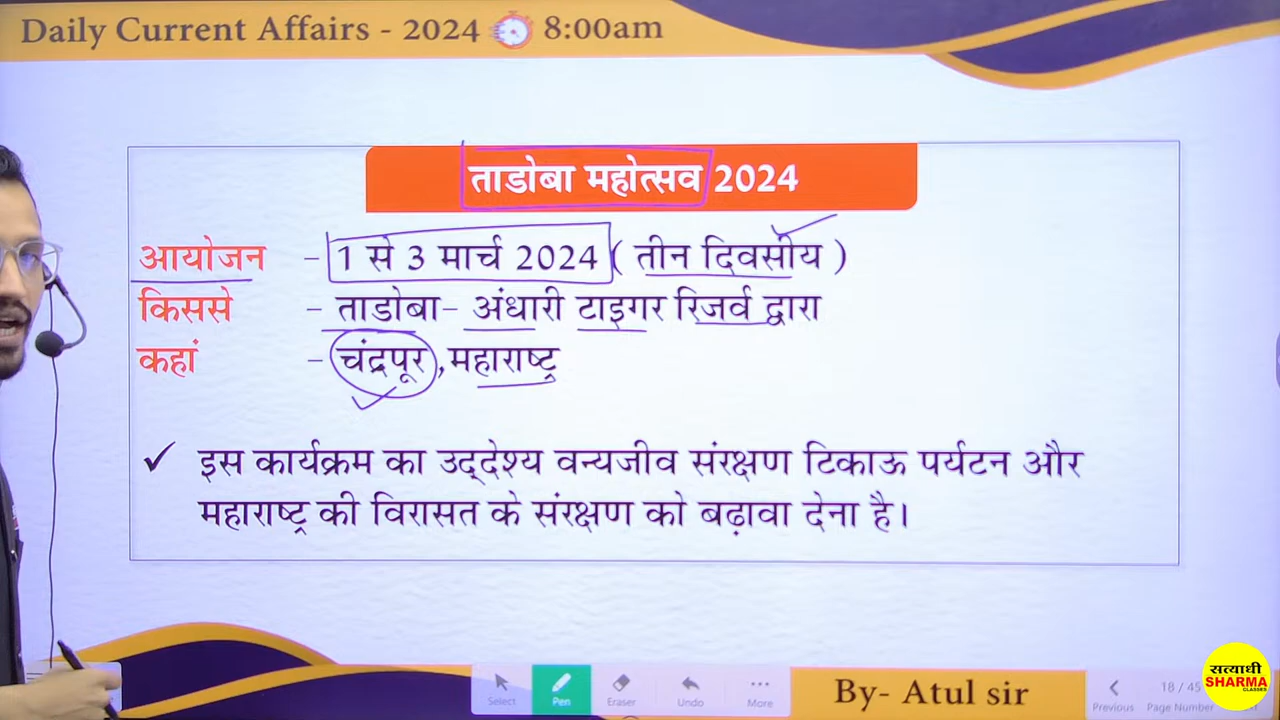 Daily Current Affairs - 2024 8:00am
ताडोबा महोत्सव 2024
आयोजन - 1 से 3 मार्च 2024 ( तीन दिवसीय )
किससे - ताडोबा- अंधारी टाइगर रिजर्व द्वारा
कहां - चंद्रपूर, महाराष्ट्र
✓ इस कार्यक्रम का उद्देश्य वन्यजीव संरक्षण टिकाऊ पर्यटन और
महाराष्ट्र की विरासत के संरक्षण को बढ़ावा देना है।
Select Pen Eraser Undo More
By- Atul sir
18 / 45
Previous Page Number
सत्याधी
SHARMA
CLASSES